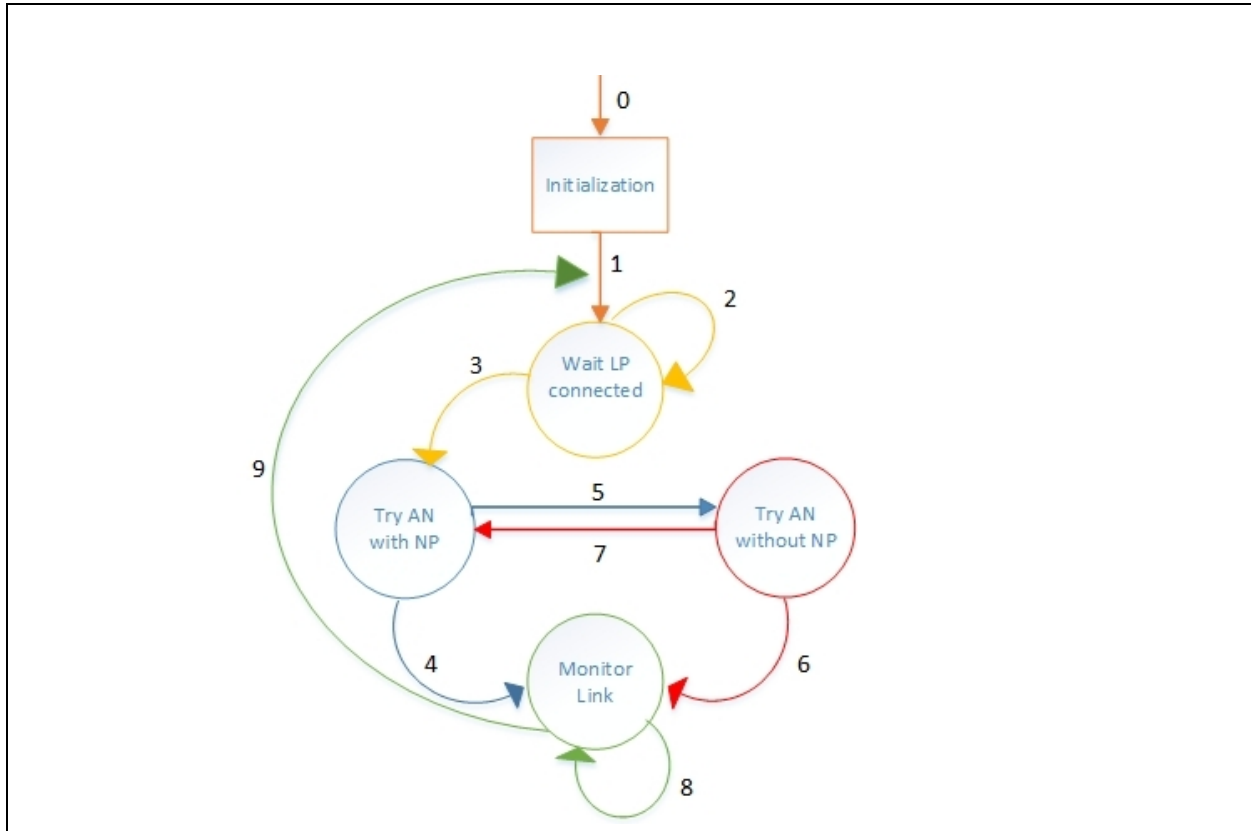 0
Initialization
1
2
Wait LP
connected
3
9
5
Try AN
with NP
Try AN
without NP
7
4
6
Monitor
Link
8